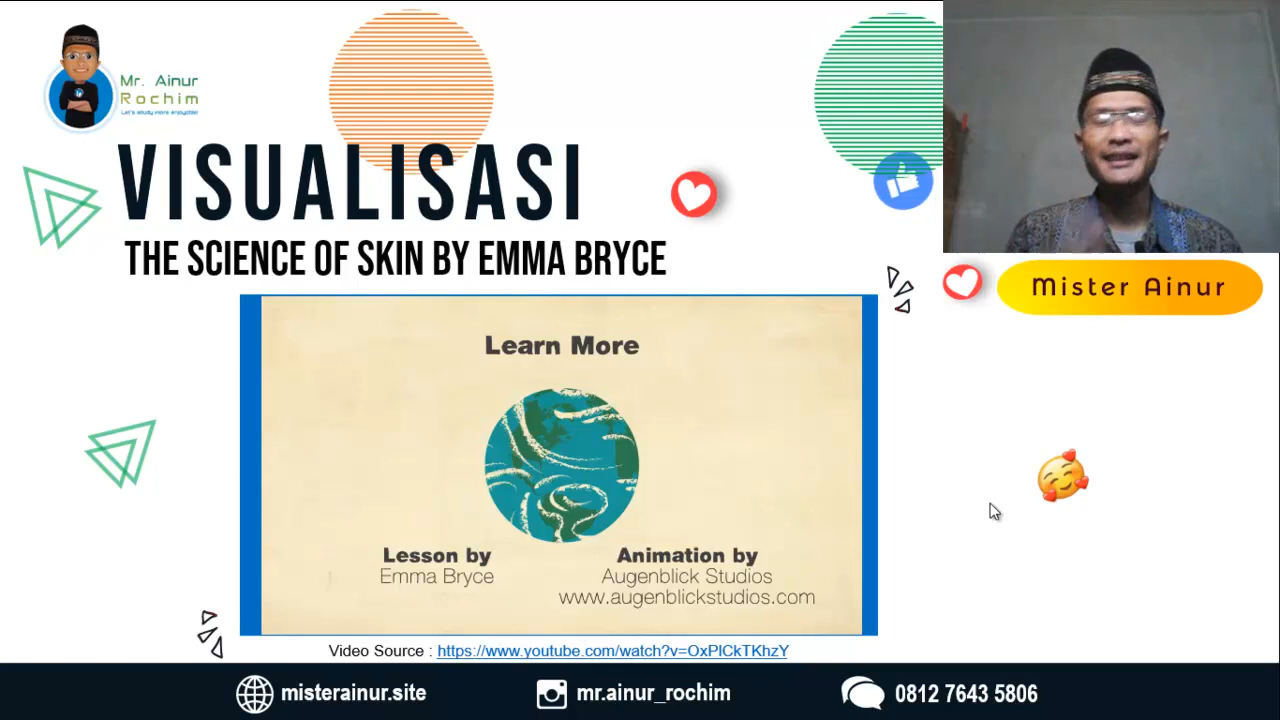 Mr. Ainur
Rochim
Let's study more enjoyable!
VISUALISASI
THE SCIENCE OF SKIN BY EMMA BRYCE
Mister Ainur
Learn More
Lesson by
Emma Bryce
Animation by
Augenblick Studios
www.augenblickstudios.com
Video Source : https://www.youtube.com/watch?v=OxPlCkTKhzY
misterainur.site
mr.ainur_rochim
0812 7643 5806